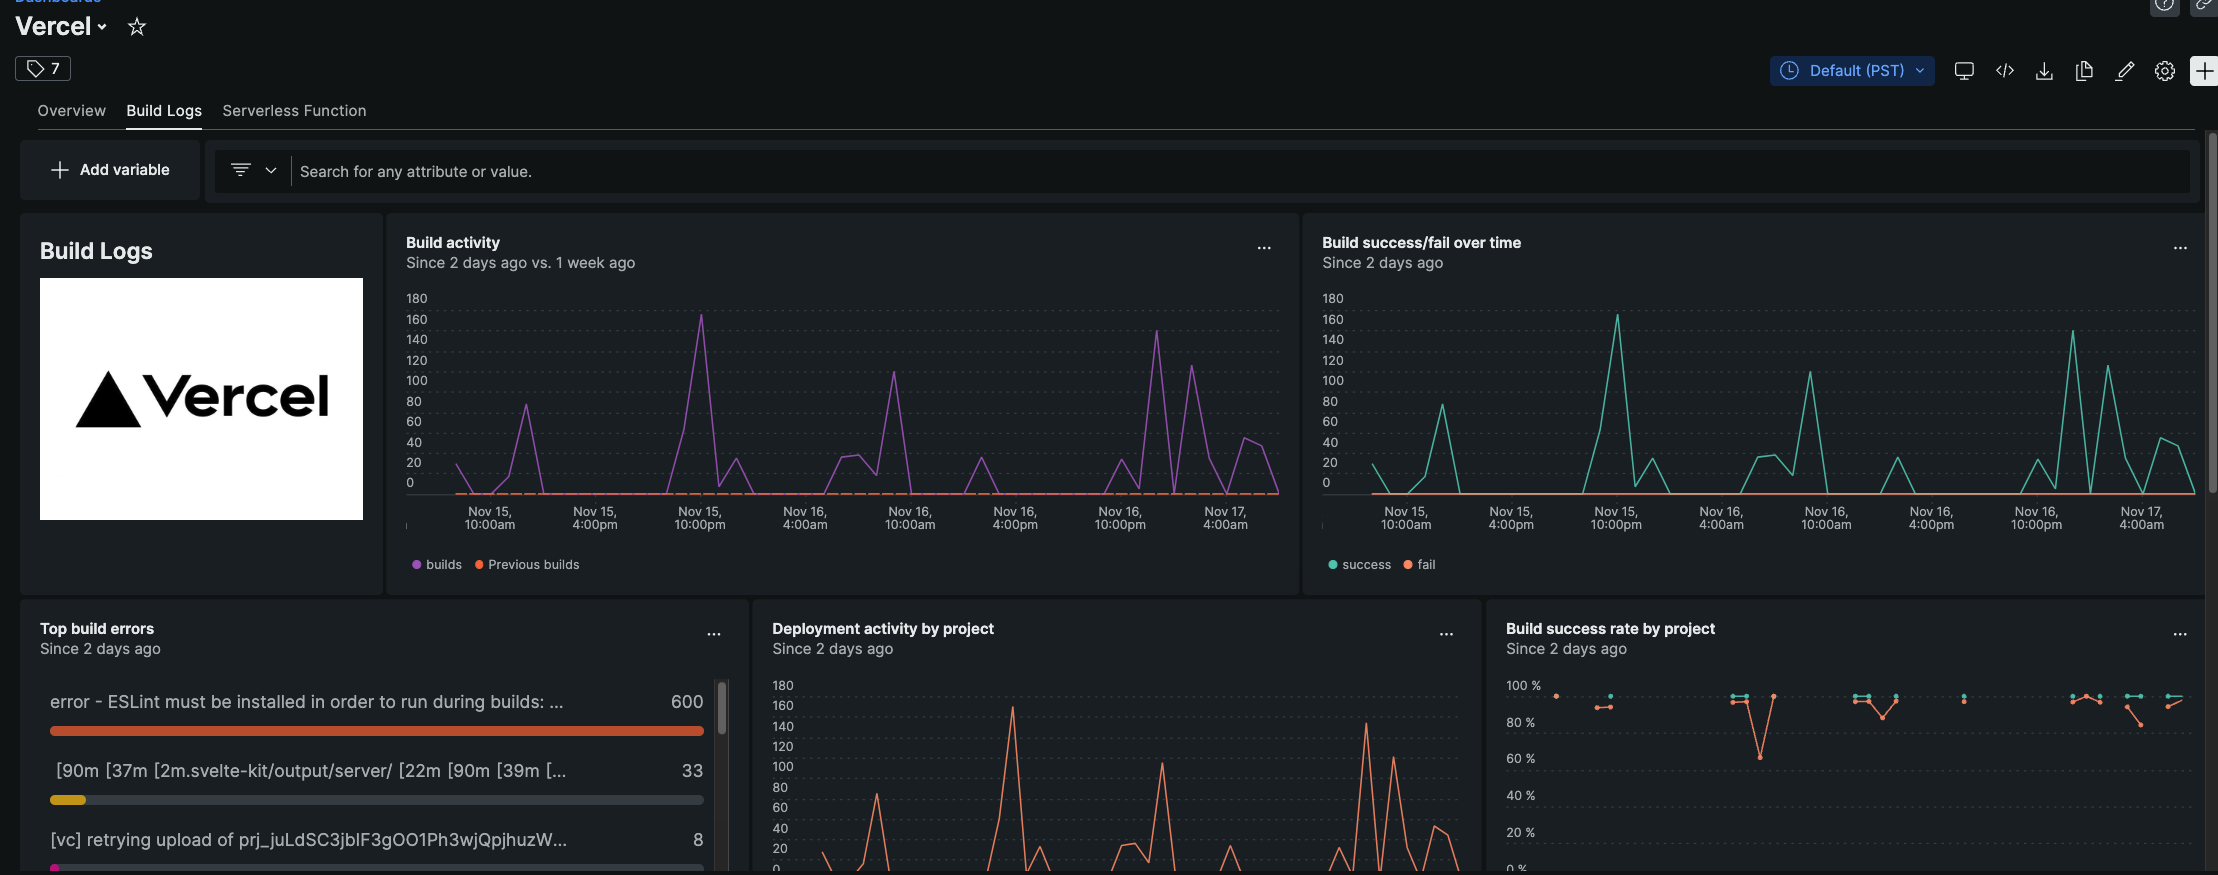 Dashboards
Vercel
7
Default (PST)
Overview Build Logs Serverless Function
Add variable
Search for any attribute or value.
Build Logs
Vercel
Build activity
Since 2 days ago vs. 1 week ago
180
160
140
120
100
80
60
40
20
0
Nov 15, 10:00am
Nov 15, 4:00pm
Nov 15, 10:00pm
Nov 16, 4:00am
Nov 16, 10:00am
Nov 16, 4:00pm
Nov 16, 10:00pm
Nov 17, 4:00am
builds Previous builds
Build success/fail over time
Since 2 days ago
180
160
140
120
100
80
60
40
20
0
Nov 15, 10:00am
Nov 15, 4:00pm
Nov 15, 10:00pm
Nov 16, 4:00am
Nov 16, 10:00am
Nov 16, 4:00pm
Nov 16, 10:00pm
Nov 17, 4:00am
success fail
Top build errors
Since 2 days ago
error - ESLint must be installed in order to run during builds: ... 600
[90m [37m [2m.svelte-kit/output/server/ [22m [90m [39m [... 33
[vc] retrying upload of prj_juLdSC3jblF3gOO1Ph3wjQpjhuzW... 8
Deployment activity by project
Since 2 days ago
180
160
140
120
100
80
60
40
20
0
Build success rate by project
Since 2 days ago
100 %
80 %
60 %
40 %
20 %
0 %